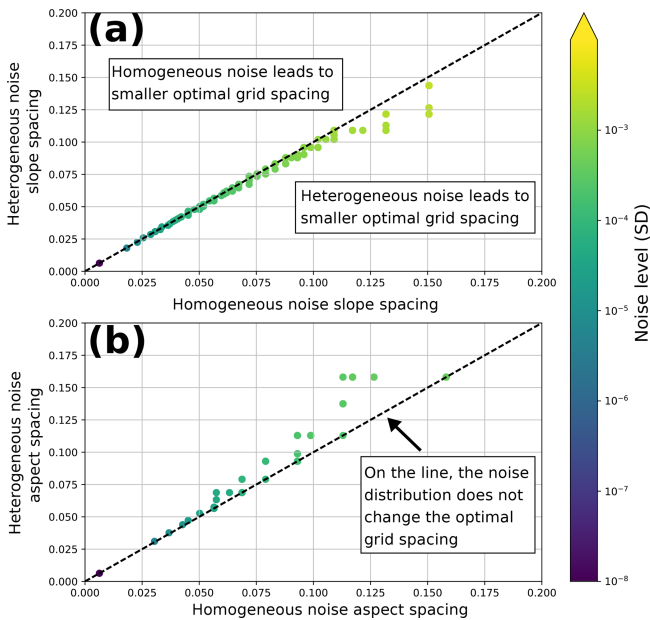 (a)
Homogeneous noise leads to
smaller optimal grid spacing
Heterogeneous noise leads to
smaller optimal grid spacing
Heterogeneous noise
slope spacing
0.200
0.175
0.150
0.125
0.100
0.075
0.050
0.025
0.000
0.000 0.025 0.050 0.075 0.100 0.125 0.150 0.175 0.200
Homogeneous noise slope spacing
(b)
On the line, the noise
distribution does not
change the optimal
grid spacing
Heterogeneous noise
aspect spacing
0.200
0.175
0.150
0.125
0.100
0.075
0.050
0.025
0.000
0.000 0.025 0.050 0.075 0.100 0.125 0.150 0.175 0.200
Homogeneous noise aspect spacing
10⁻³
10⁻⁴
10⁻⁵
10⁻⁶
10⁻⁷
10⁻⁸
Noise level (SD)